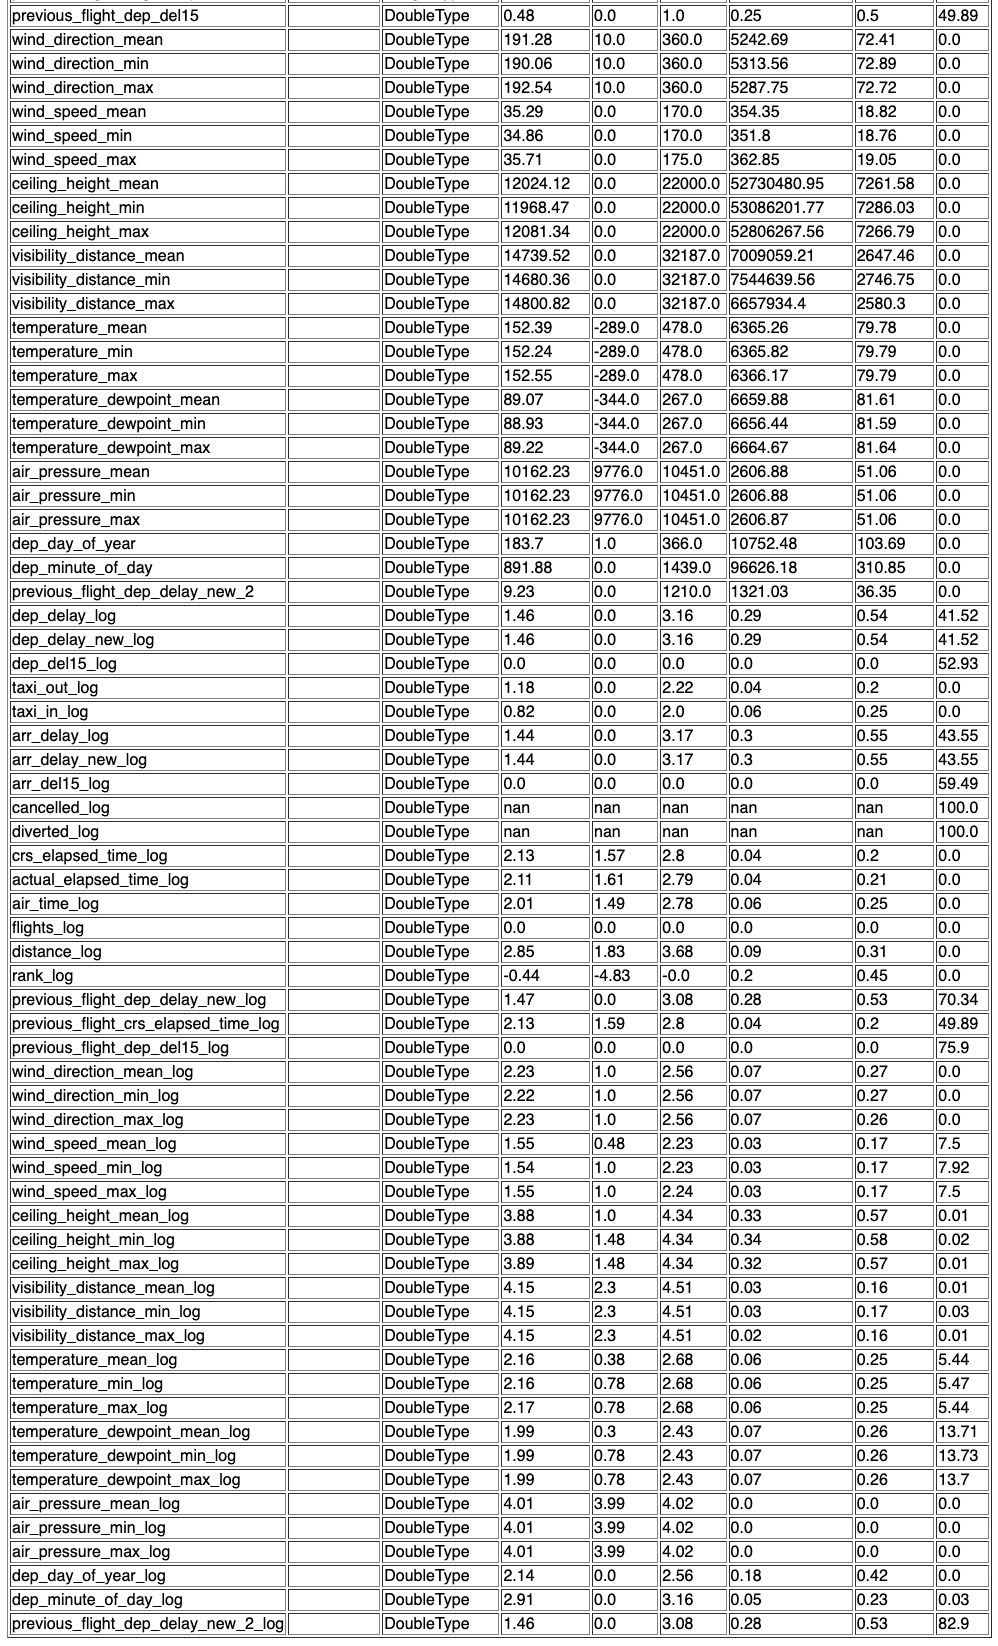 previous_flight_dep_del15 DoubleType 0.48 0.0 1.0 0.25 0.5 49.89
wind_direction_mean DoubleType 191.28 10.0 360.0 5242.69 72.41 0.0
wind_direction_min DoubleType 190.06 10.0 360.0 5313.56 72.89 0.0
wind_direction_max DoubleType 192.54 10.0 360.0 5287.75 72.72 0.0
wind_speed_mean DoubleType 35.29 0.0 170.0 354.35 18.82 0.0
wind_speed_min DoubleType 34.86 0.0 170.0 351.8 18.76 0.0
wind_speed_max DoubleType 35.71 0.0 175.0 362.85 19.05 0.0
ceiling_height_mean DoubleType 12024.12 0.0 22000.0 52730480.95 7261.58 0.0
ceiling_height_min DoubleType 11968.47 0.0 22000.0 53086201.77 7286.03 0.0
ceiling_height_max DoubleType 12081.34 0.0 22000.0 52806267.56 7266.79 0.0
visibility_distance_mean DoubleType 14739.52 0.0 32187.0 7009059.21 2647.46 0.0
visibility_distance_min DoubleType 14680.36 0.0 32187.0 7544639.56 2746.75 0.0
visibility_distance_max DoubleType 14800.82 0.0 32187.0 6657934.4 2580.3 0.0
temperature_mean DoubleType 152.39 -289.0 478.0 6365.26 79.78 0.0
temperature_min DoubleType 152.24 -289.0 478.0 6365.82 79.79 0.0
temperature_max DoubleType 152.55 -289.0 478.0 6366.17 79.79 0.0
temperature_dewpoint_mean DoubleType 89.07 -344.0 267.0 6659.88 81.61 0.0
temperature_dewpoint_min DoubleType 88.93 -344.0 267.0 6656.44 81.59 0.0
temperature_dewpoint_max DoubleType 89.22 -344.0 267.0 6664.67 81.64 0.0
air_pressure_mean DoubleType 10162.23 9776.0 10451.0 2606.88 51.06 0.0
air_pressure_min DoubleType 10162.23 9776.0 10451.0 2606.88 51.06 0.0
air_pressure_max DoubleType 10162.23 9776.0 10451.0 2606.87 51.06 0.0
dep_day_of_year DoubleType 183.7 1.0 366.0 10752.48 103.69 0.0
dep_minute_of_day DoubleType 891.88 0.0 1439.0 96626.18 310.85 0.0
previous_flight_dep_delay_new_2 DoubleType 9.23 0.0 1210.0 1321.03 36.35 0.0
dep_delay_log DoubleType 1.46 0.0 3.16 0.29 0.54 41.52
dep_delay_new_log DoubleType 1.46 0.0 3.16 0.29 0.54 41.52
dep_del15_log DoubleType 0.0 0.0 0.0 0.0 0.0 52.93
taxi_out_log DoubleType 1.18 0.0 2.22 0.04 0.2 0.0
taxi_in_log DoubleType 0.82 0.0 2.0 0.06 0.25 0.0
arr_delay_log DoubleType 1.44 0.0 3.17 0.3 0.55 43.55
arr_delay_new_log DoubleType 1.44 0.0 3.17 0.3 0.55 43.55
arr_del15_log DoubleType 0.0 0.0 0.0 0.0 0.0 59.49
cancelled_log DoubleType nan nan nan nan nan 100.0
diverted_log DoubleType nan nan nan nan nan 100.0
crs_elapsed_time_log DoubleType 2.13 1.57 2.8 0.04 0.2 0.0
actual_elapsed_time_log DoubleType 2.11 1.61 2.79 0.04 0.21 0.0
air_time_log DoubleType 2.01 1.49 2.78 0.06 0.25 0.0
flights_log DoubleType 0.0 0.0 0.0 0.0 0.0 0.0
distance_log DoubleType 2.85 1.83 3.68 0.09 0.31 0.0
rank_log DoubleType -0.44 -4.83 -0.0 0.2 0.45 0.0
previous_flight_dep_delay_new_log DoubleType 1.47 0.0 3.08 0.28 0.53 70.34
previous_flight_crs_elapsed_time_log DoubleType 2.13 1.59 2.8 0.04 0.2 49.89
previous_flight_dep_del15_log DoubleType 0.0 0.0 0.0 0.0 0.0 75.9
wind_direction_mean_log DoubleType 2.23 1.0 2.56 0.07 0.27 0.0
wind_direction_min_log DoubleType 2.22 1.0 2.56 0.07 0.27 0.0
wind_direction_max_log DoubleType 2.23 1.0 2.56 0.07 0.26 0.0
wind_speed_mean_log DoubleType 1.55 0.48 2.23 0.03 0.17 7.5
wind_speed_min_log DoubleType 1.54 1.0 2.23 0.03 0.17 7.92
wind_speed_max_log DoubleType 1.55 1.0 2.24 0.03 0.17 7.5
ceiling_height_mean_log DoubleType 3.88 1.0 4.34 0.33 0.57 0.01
ceiling_height_min_log DoubleType 3.88 1.48 4.34 0.34 0.58 0.02
ceiling_height_max_log DoubleType 3.89 1.48 4.34 0.32 0.57 0.01
visibility_distance_mean_log DoubleType 4.15 2.3 4.51 0.03 0.16 0.01
visibility_distance_min_log DoubleType 4.15 2.3 4.51 0.03 0.17 0.03
visibility_distance_max_log DoubleType 4.15 2.3 4.51 0.02 0.16 0.01
temperature_mean_log DoubleType 2.16 0.38 2.68 0.06 0.25 5.44
temperature_min_log DoubleType 2.16 0.78 2.68 0.06 0.25 5.47
temperature_max_log DoubleType 2.17 0.78 2.68 0.06 0.25 5.44
temperature_dewpoint_mean_log DoubleType 1.99 0.3 2.43 0.07 0.26 13.71
temperature_dewpoint_min_log DoubleType 1.99 0.78 2.43 0.07 0.26 13.73
temperature_dewpoint_max_log DoubleType 1.99 0.78 2.43 0.07 0.26 13.7
air_pressure_mean_log DoubleType 4.01 3.99 4.02 0.0 0.0 0.0
air_pressure_min_log DoubleType 4.01 3.99 4.02 0.0 0.0 0.0
air_pressure_max_log DoubleType 4.01 3.99 4.02 0.0 0.0 0.0
dep_day_of_year_log DoubleType 2.14 0.0 2.56 0.18 0.42 0.0
dep_minute_of_day_log DoubleType 2.91 0.0 3.16 0.05 0.23 0.03
previous_flight_dep_delay_new_2_log DoubleType 1.46 0.0 3.08 0.28 0.53 82.9